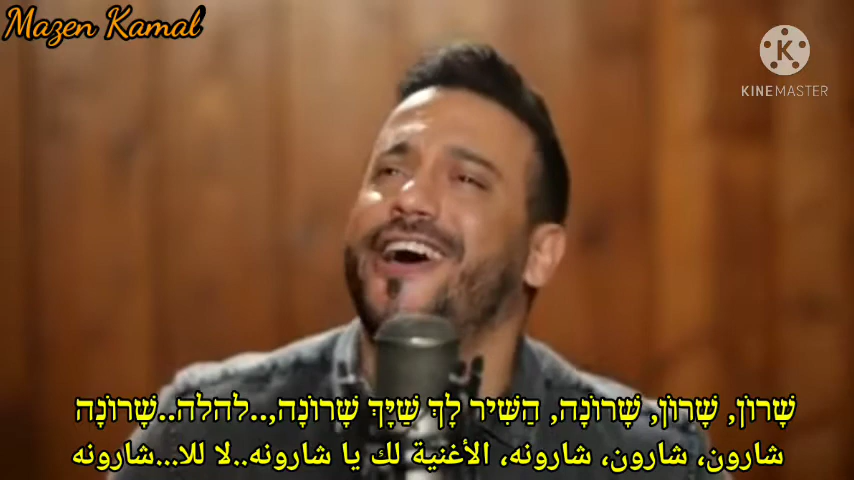 Mazen Kamal
KINEMASTER
שָׁרוֹן, שָׁרוֹן, שָׁרוֹנָה, הַשִּׁיר לָךְ שַׁיָּךְ שָׁרוֹנָה,..להלה..שָׁרוֹנָה
شارون، شارون، شارونه، الأغنية لك يا شارونه..لا للا...شارونه